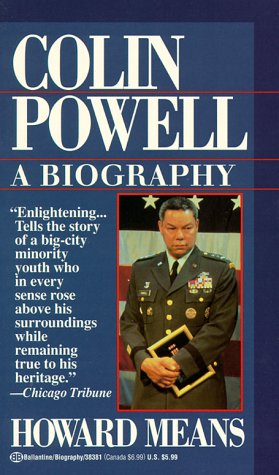 COLIN
POWELL
A BIOGRAPHY
“Enlightening...
Tells the story
of a big-city
minority
youth who
in every
sense rose
above his
surroundings
while
remaining
true to his
heritage.”
—Chicago Tribune
HOWARD MEANS
BB Ballantine/Biography/38381 (Canada $6.99) U.S. $5.99